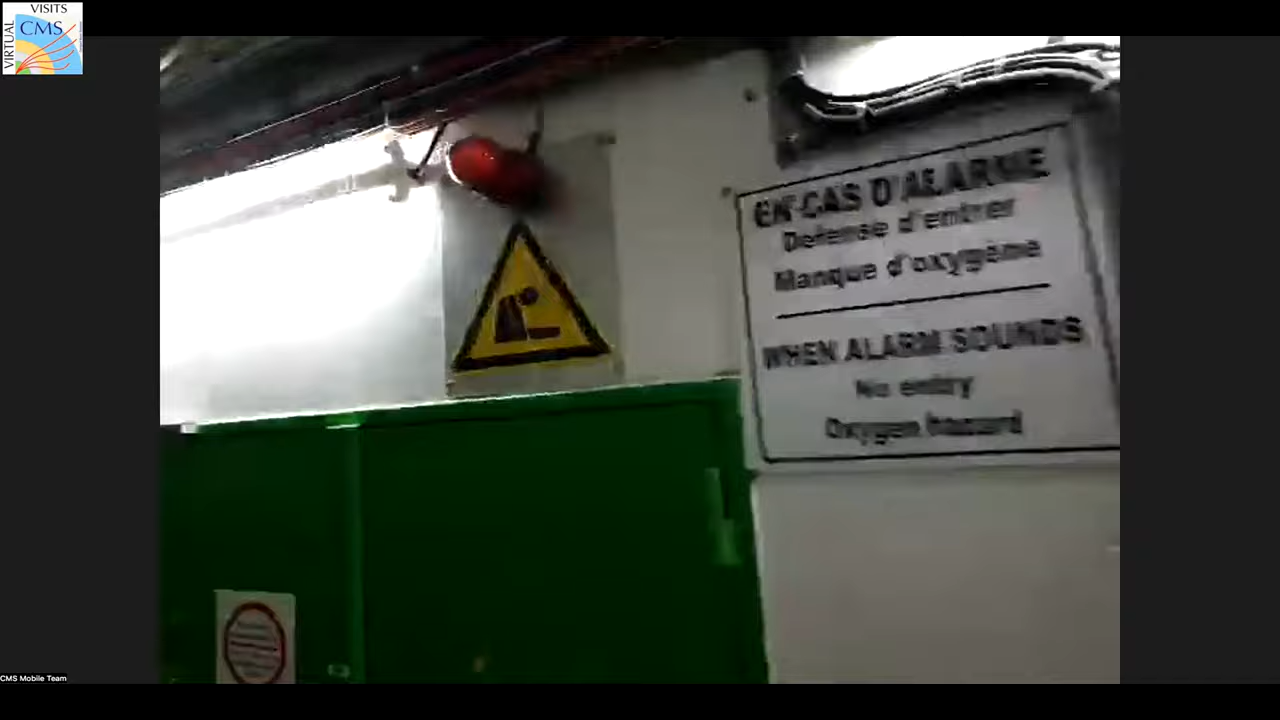 VISITS
VIRTUAL
CMS
EN CAS D'ALARME
Défense d'entrer
Manque d'oxygène
WHEN ALARM SOUNDS
No entry
Oxygen hazard
CMS Mobile Team